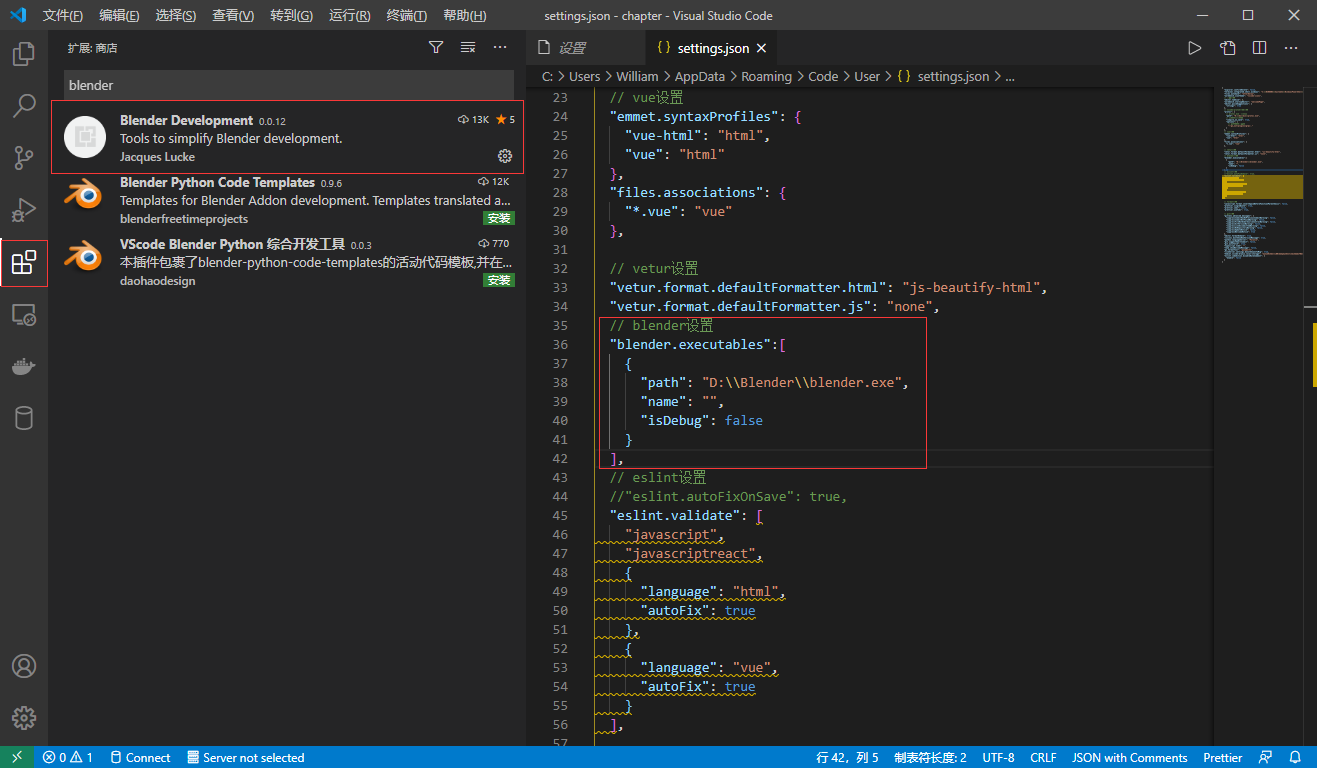 文件(F) 编辑(E) 选择(S) 查看(V) 转到(G) 运行(R) 终端(T) 帮助(H)
settings.json - chapter - Visual Studio Code
扩展: 商店
blender
Blender Development 0.0.12 13K 5
Tools to simplify Blender development.
Jacques Lucke
Blender Python Code Templates 0.9.6 12K
Templates for Blender Addon development. Templates translated a...
blenderfreetimeprojects 安装
VScode Blender Python 综合开发工具 0.0.3 770
本插件包裹了blender-python-code-templates的活动代码模板,并在...
daohaodesign 安装
设置
{ } settings.json
C: > Users > William > AppData > Roaming > Code > User > { } settings.json > ...
23 // vue设置
24 "emmet.syntaxProfiles": {
25 "vue-html": "html",
26 "vue": "html"
27 },
28 "files.associations": {
29 "*.vue": "vue"
30 },
31
32 // vetur设置
33 "vetur.format.defaultFormatter.html": "js-beautify-html",
34 "vetur.format.defaultFormatter.js": "none",
35 // blender设置
36 "blender.executables":[
37 {
38 "path": "D:\\Blender\\blender.exe",
39 "name": "",
40 "isDebug": false
41 }
42 ],
43 // eslint设置
44 //"eslint.autoFixOnSave": true,
45 "eslint.validate": [
46 "javascript",
47 "javascriptreact",
48 {
49 "language": "html",
50 "autoFix": true
51 },
52 {
53 "language": "vue",
54 "autoFix": true
55 }
56 ],
57
0 1 Connect Server not selected
行 42，列 5 制表符长度: 2 UTF-8 CRLF JSON with Comments Prettier